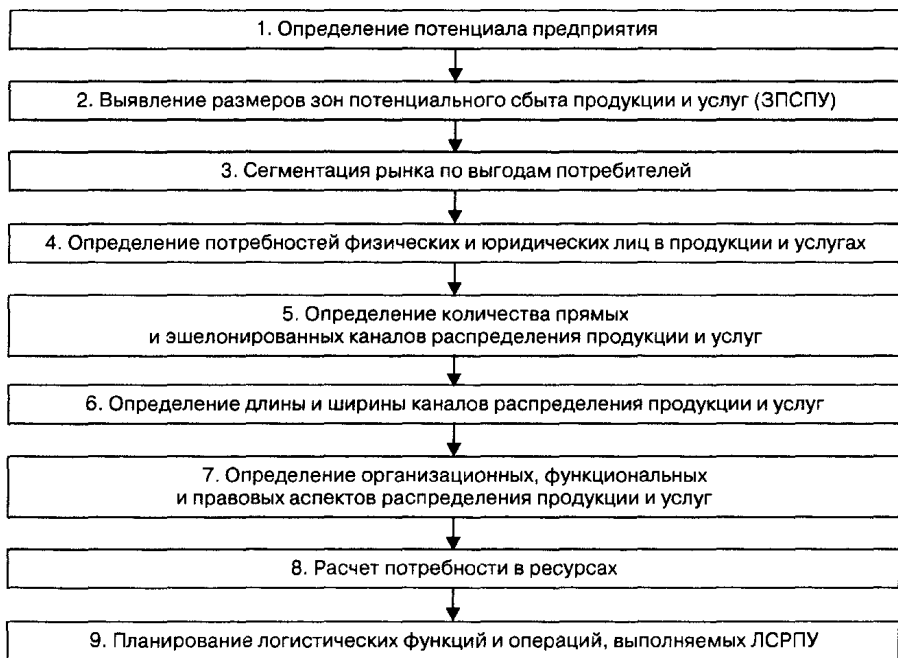 1. Определение потенциала предприятия
2. Выявление размеров зон потенциального сбыта продукции и услуг (ЗПСПУ)
3. Сегментация рынка по выгодам потребителей
4. Определение потребностей физических и юридических лиц в продукции и услугах
5. Определение количества прямых
и эшелонированных каналов распределения продукции и услуг
6. Определение длины и ширины каналов распределения продукции и услуг
7. Определение организационных, функциональных
и правовых аспектов распределения продукции и услуг
8. Расчет потребности в ресурсах
9. Планирование логистических функций и операций, выполняемых ЛСРПУ